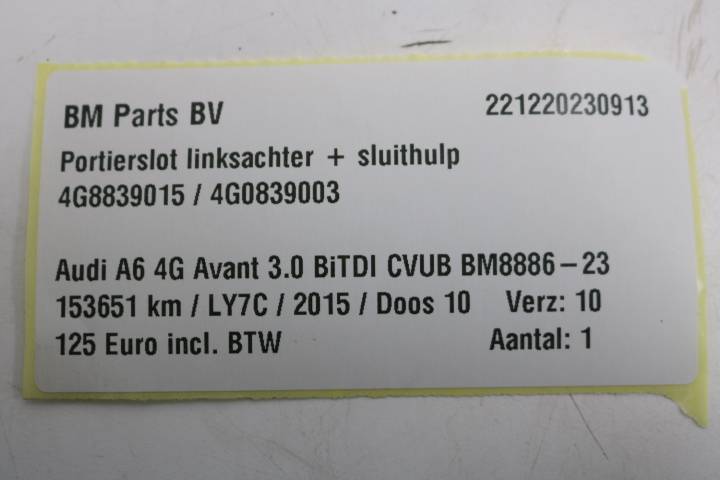 BM Parts BV 221220230913
Portierslot linksachter + sluithulp
4G8839015 / 4G0839003
Audi A6 4G Avant 3.0 BiTDI CVUB BM8886-23
153651 km / LY7C / 2015 / Doos 10 Verz: 10
125 Euro incl. BTW Aantal: 1